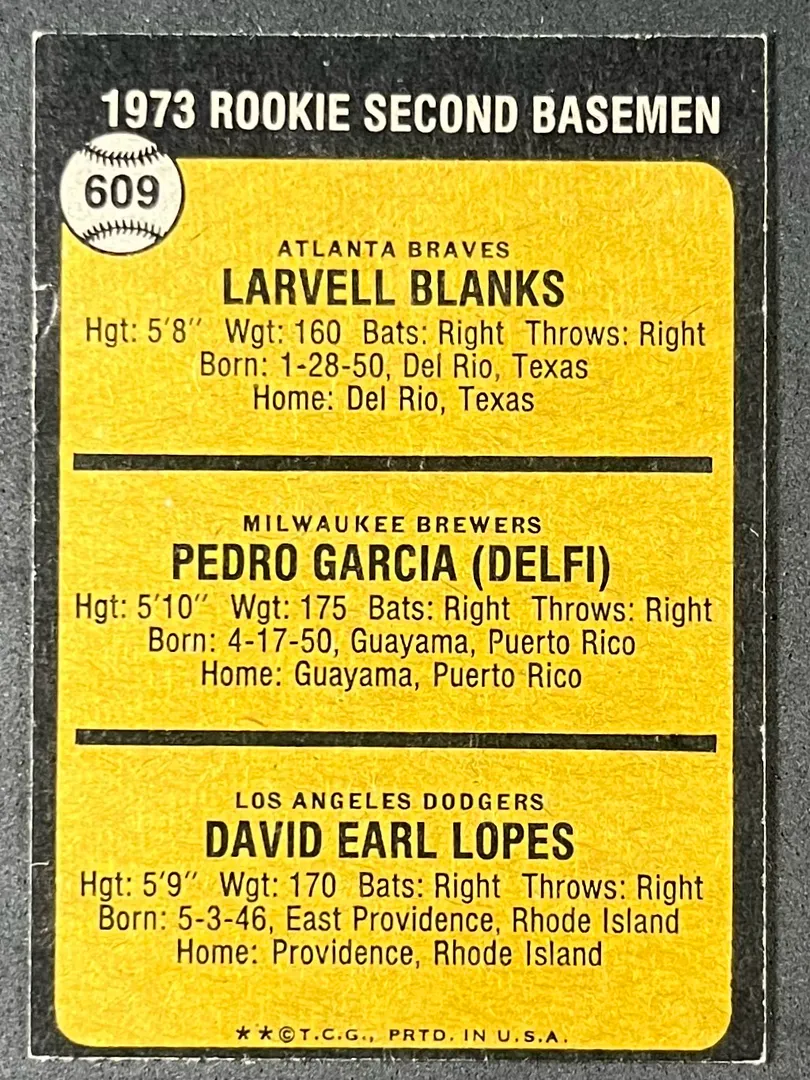 1973 ROOKIE SECOND BASEMEN
609
ATLANTA BRAVES
LARVELL BLANKS
Hgt: 5'8" Wgt: 160 Bats: Right Throws: Right
Born: 1-28-50, Del Rio, Texas
Home: Del Rio, Texas
MILWAUKEE BREWERS
PEDRO GARCIA (DELFI)
Hgt: 5'10" Wgt: 175 Bats: Right Throws: Right
Born: 4-17-50, Guayama, Puerto Rico
Home: Guayama, Puerto Rico
LOS ANGELES DODGERS
DAVID EARL LOPES
Hgt: 5'9" Wgt: 170 Bats: Right Throws: Right
Born: 5-3-46, East Providence, Rhode Island
Home: Providence, Rhode Island
★★©T.C.G., PRTD. IN U.S.A.